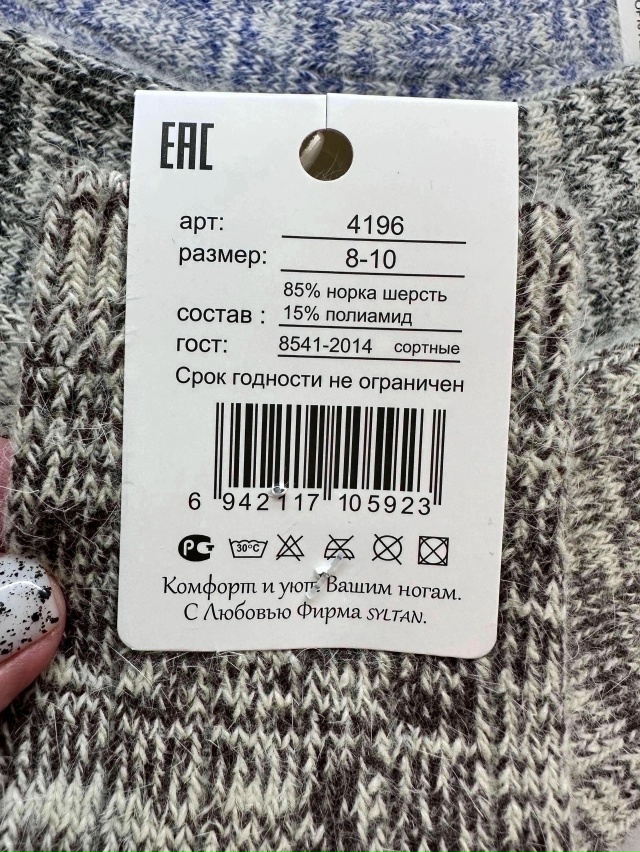 EAC
арт: 4196
размер: 8-10
85% норка шерсть
состав : 15% полиамид
гост: 8541-2014 сортные
Срок годности не ограничен
6 942117 105923
РСТ 30°C
Комфорт и уют Вашим ногам.
С Любовью Фирма SYLTAN.